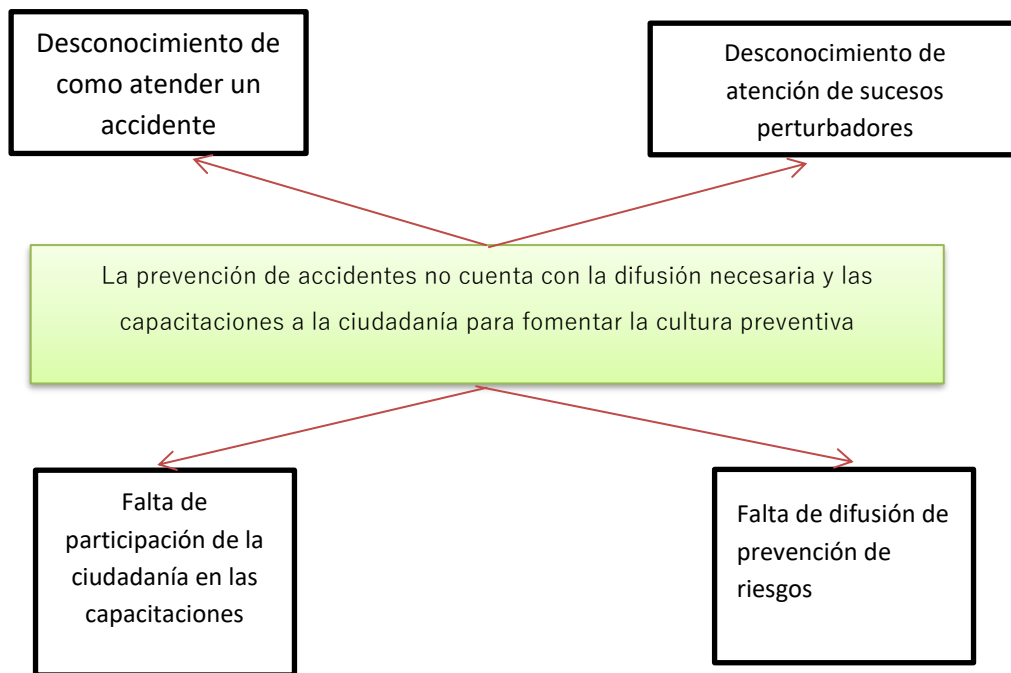 Desconocimiento de
como atender un
accidente
Desconocimiento de
atención de sucesos
perturbadores
La prevención de accidentes no cuenta con la difusión necesaria y las
capacitaciones a la ciudadanía para fomentar la cultura preventiva
Falta de
participación de la
ciudadanía en las
capacitaciones
Falta de difusión de
prevención de
riesgos